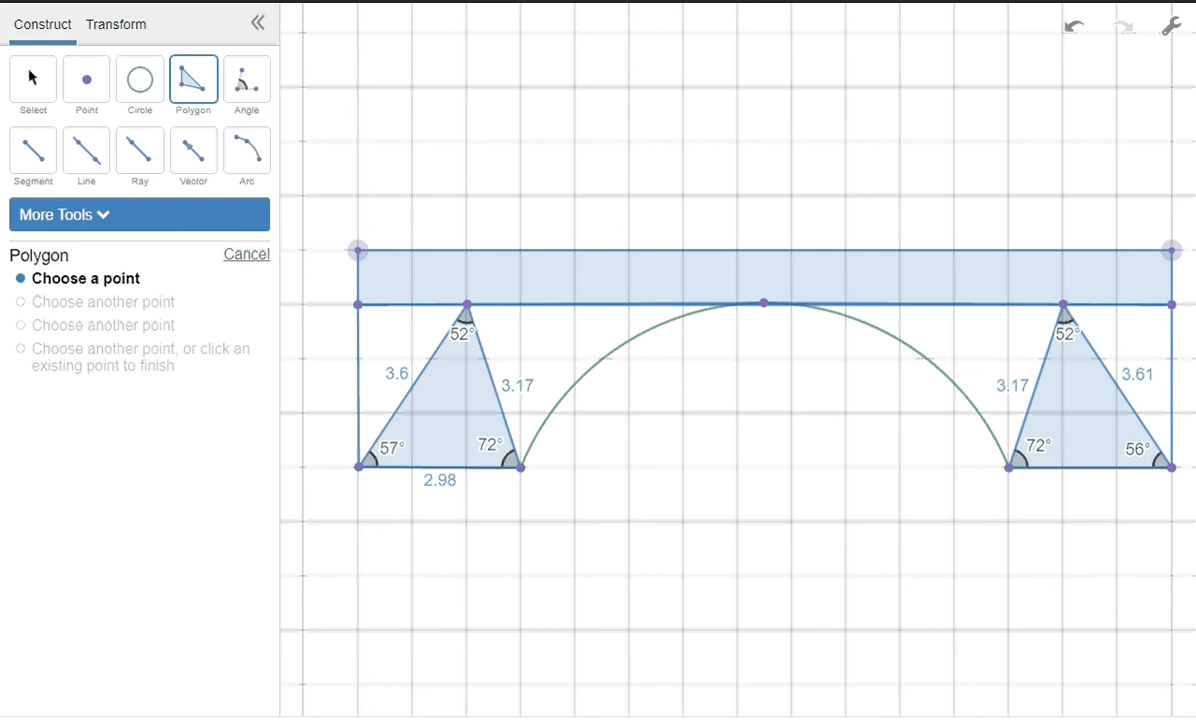 Construct Transform
Select Point Circle Polygon Angle
Segment Line Ray Vector Arc
More Tools
Polygon Cancel
Choose a point
Choose another point
Choose another point
Choose another point, or click an
existing point to finish
52° 52°
3.6 3.17 3.17 3.61
57° 72° 72° 56°
2.98